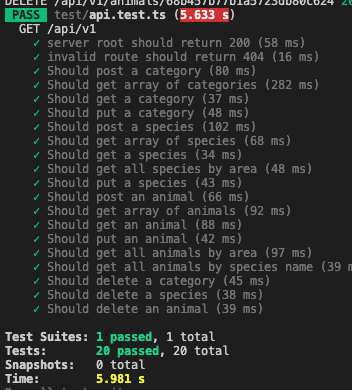 DELETE /api/v1/animals/68b457b77b1a5723db80c624 20
PASS test/api.test.ts (5.633 s)
GET /api/v1
✓ server root should return 200 (58 ms)
✓ invalid route should return 404 (16 ms)
✓ Should post a category (80 ms)
✓ Should get array of categories (282 ms)
✓ Should get a category (37 ms)
✓ Should put a category (48 ms)
✓ Should post a species (102 ms)
✓ Should get array of species (68 ms)
✓ Should get a species (34 ms)
✓ Should get all species by area (48 ms)
✓ Should put a species (43 ms)
✓ Should post an animal (66 ms)
✓ Should get array of animals (92 ms)
✓ Should get an animal (88 ms)
✓ Should put an animal (42 ms)
✓ Should get all animals by area (97 ms)
✓ Should get all animals by species name (39 m
✓ Should delete a category (45 ms)
✓ Should delete a species (38 ms)
✓ Should delete an animal (39 ms)
Test Suites: 1 passed, 1 total
Tests: 20 passed, 20 total
Snapshots: 0 total
Time: 5.981 s